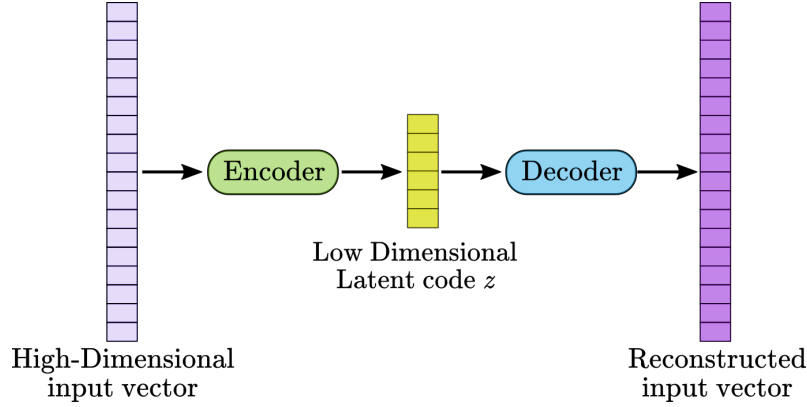 Encoder
Decoder
Low Dimensional
Latent code z
High-Dimensional
input vector
Reconstructed
input vector